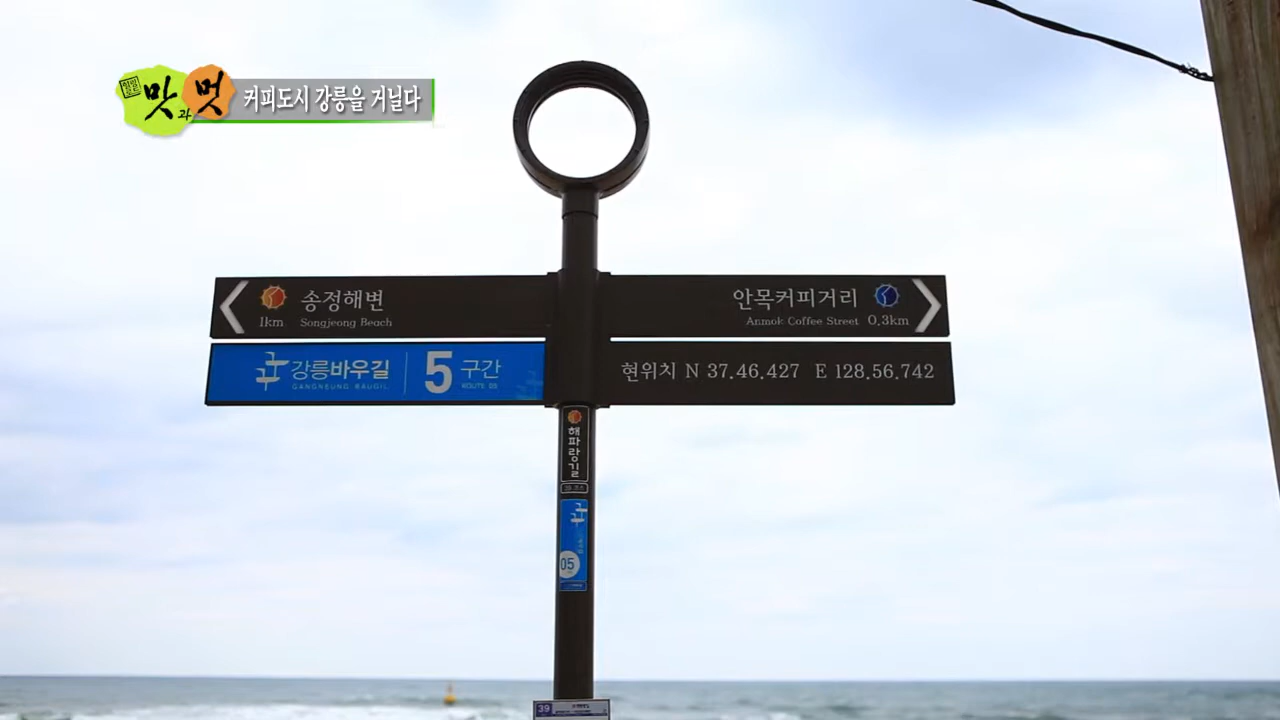 맛과 멋
커피도시 강릉을 거닐다
송정해변
1km Songjeong Beach
안목커피거리
Anmok Coffee Street 0.3km
강릉바우길
GANGNEUNG BAUGIL
5 구간
ROUTE 05
현위치 N 37.46.427 E 128.56.742
해파랑길
39 코스
05
39